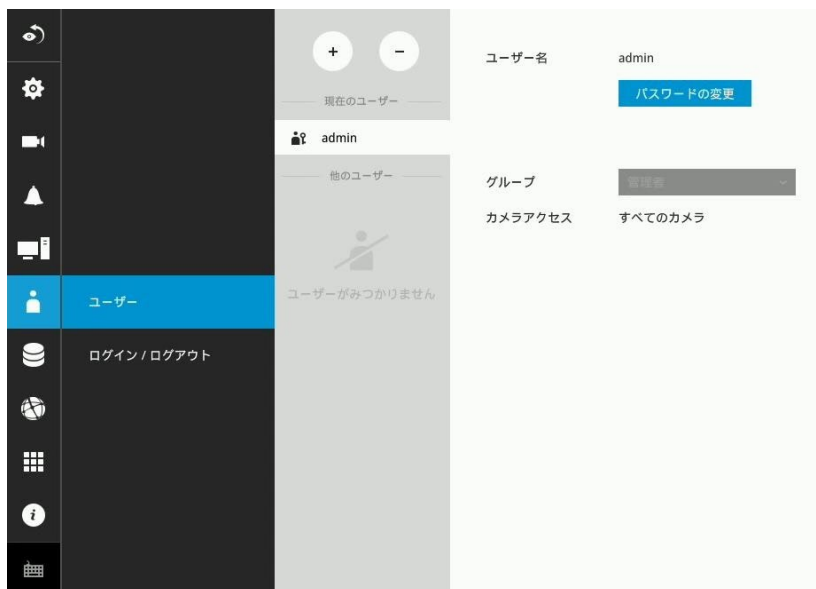 ユーザー
ログイン / ログアウト
+
-
現在のユーザー
admin
他のユーザー
ユーザーがみつかりません
ユーザー名
admin
パスワードの変更
グループ
管理者
カメラアクセス
すべてのカメラ